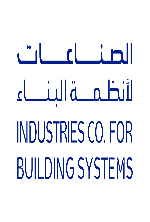 الصناعات
لأنظمة البناء
INDUSTRIES CO. FOR
BUILDING SYSTEMS